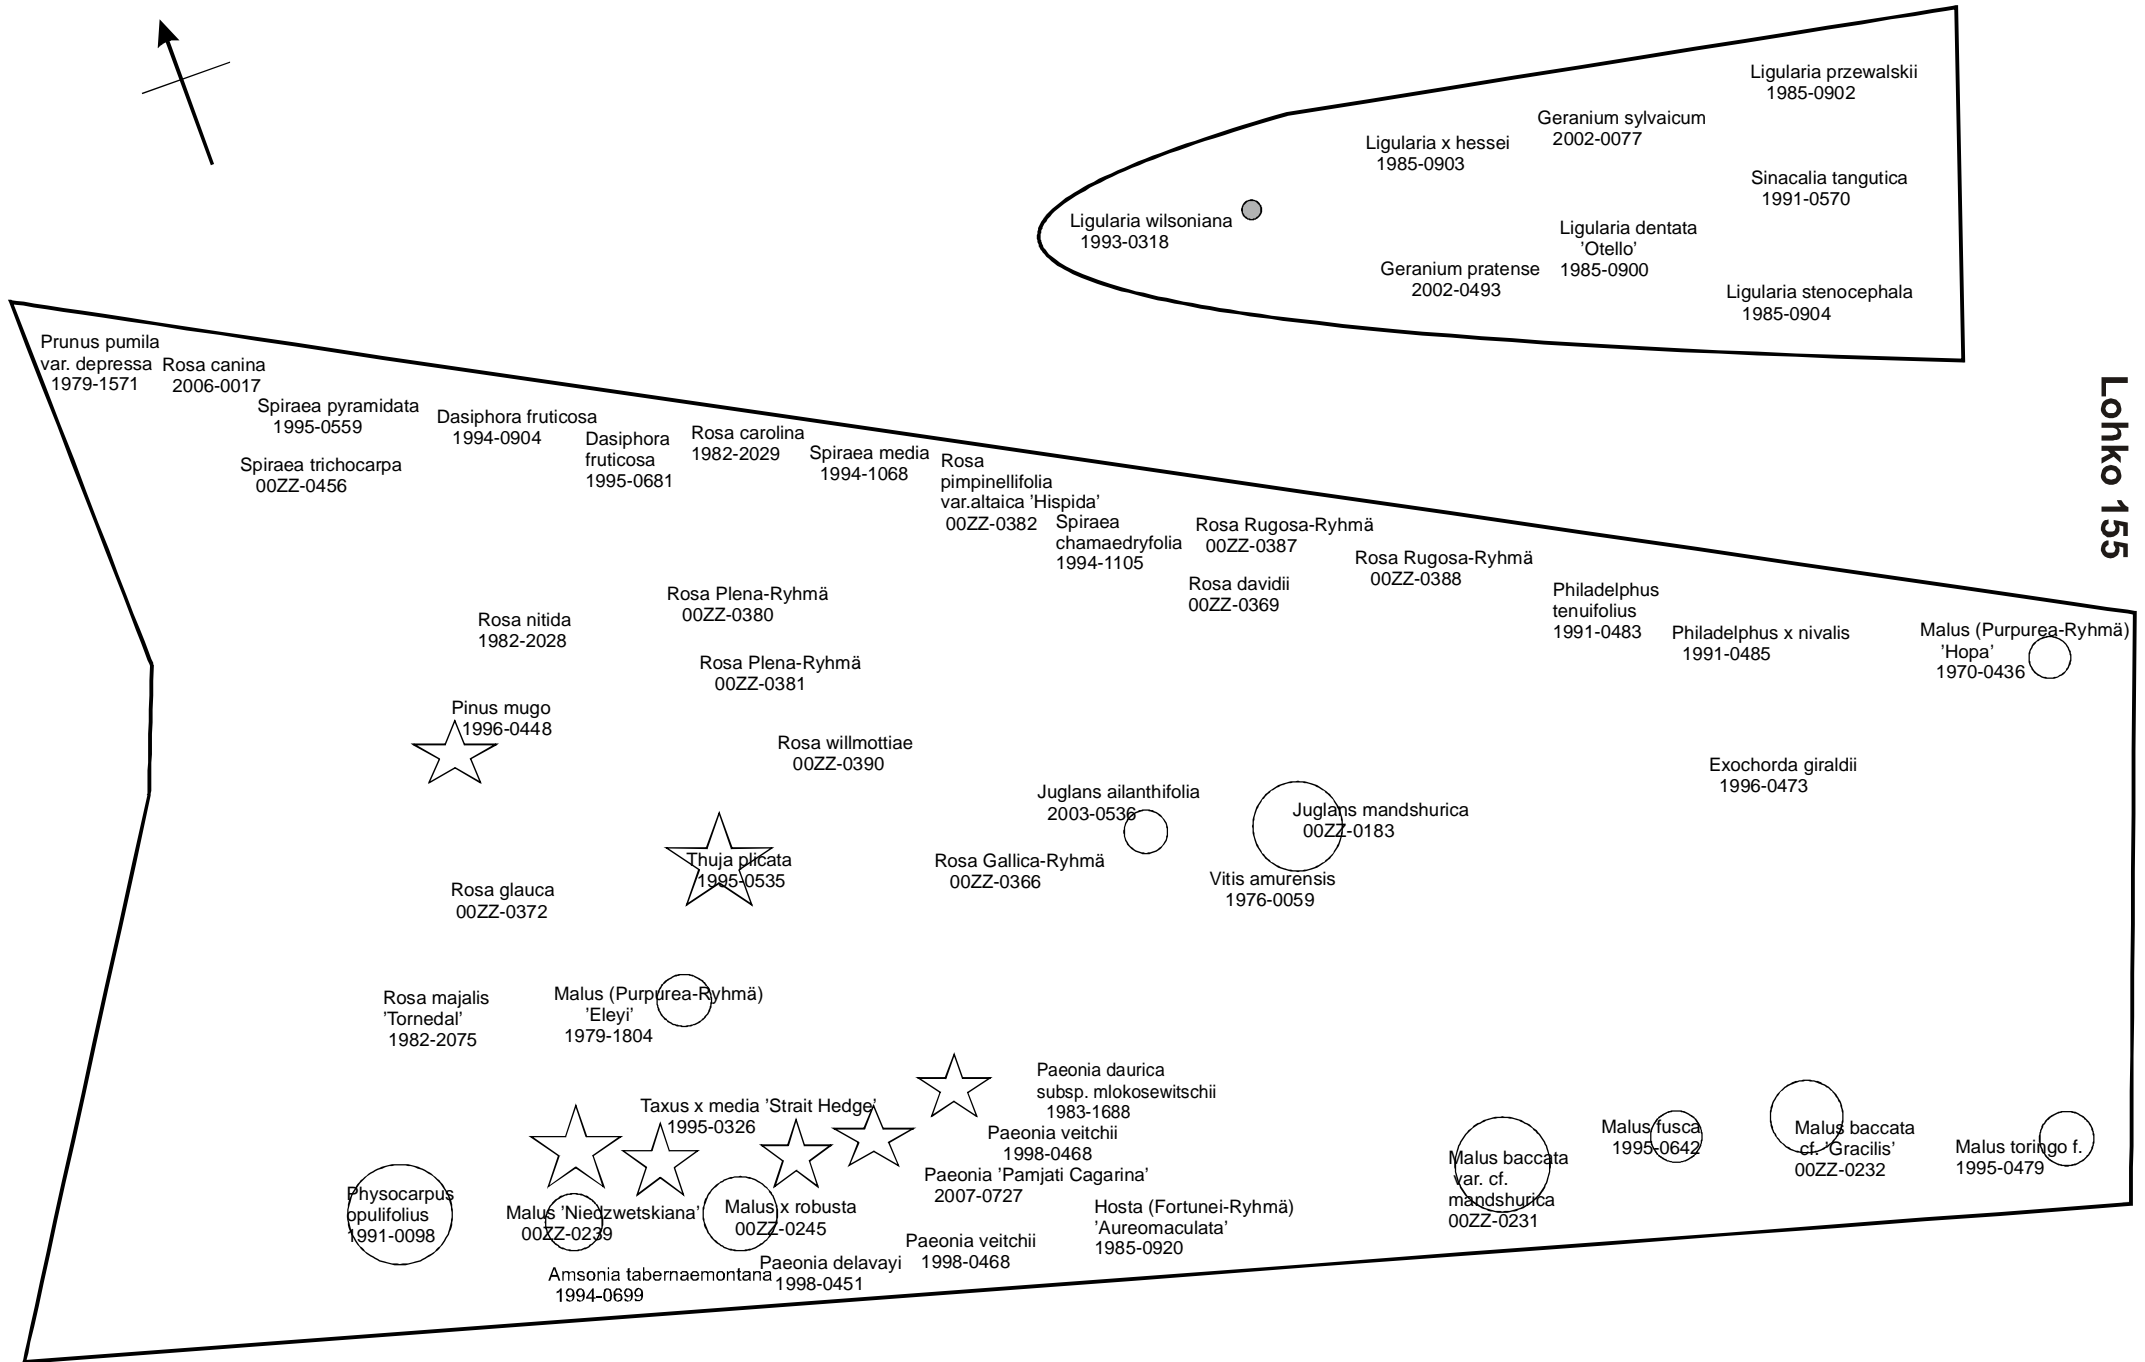 Ligularia przewalskii
1985-0902
Geranium sylvaicum
2002-0077
Ligularia x hessei
1985-0903
Sinacalia tangutica
1991-0570
Ligularia wilsoniana
1993-0318
Ligularia dentata
'Otello'
1985-0900
Geranium pratense
2002-0493
Ligularia stenocephala
1985-0904
Lohko 155
Prunus pumila
var. depressa
1979-1571
Rosa canina
2006-0017
Spiraea pyramidata
1995-0559
Spiraea trichocarpa
00ZZ-0456
Dasiphora fruticosa
1994-0904
Dasiphora
fruticosa
1995-0681
Rosa carolina
1982-2029
Spiraea media
1994-1068
Rosa
pimpinellifolia
var.altaica 'Hispida'
00ZZ-0382
Spiraea
chamaedryfolia
1994-1105
Rosa Rugosa-Ryhmä
00ZZ-0387
Rosa Rugosa-Ryhmä
00ZZ-0388
Rosa davidii
00ZZ-0369
Philadelphus
tenuifolius
1991-0483
Philadelphus x nivalis
1991-0485
Malus (Purpurea-Ryhmä)
'Hopa'
1970-0436
Rosa nitida
1982-2028
Rosa Plena-Ryhmä
00ZZ-0380
Rosa Plena-Ryhmä
00ZZ-0381
Pinus mugo
1996-0448
Rosa willmottiae
00ZZ-0390
Exochorda giraldii
1996-0473
Juglans ailanthifolia
2003-0536
Juglans mandshurica
00ZZ-0183
Thuja plicata
1995-0535
Rosa Gallica-Ryhmä
00ZZ-0366
Vitis amurensis
1976-0059
Rosa glauca
00ZZ-0372
Rosa majalis
'Tornedal'
1982-2075
Malus (Purpurea-Ryhmä)
'Eleyi'
1979-1804
Paeonia daurica
subsp. mlokosewitschii
1983-1688
Taxus x media 'Strait Hedge'
1995-0326
Paeonia veitchii
1998-0468
Paeonia 'Pamjati Cagarina'
2007-0727
Malus fusca
1995-0642
Malus baccata
cf. 'Gracilis'
00ZZ-0232
Malus toringo f.
1995-0479
Malus baccata
var. cf.
mandshurica
00ZZ-0231
Physocarpus
opulifolius
1991-0098
Malus 'Niedzwetskiana'
00ZZ-0239
Malus x robusta
00ZZ-0245
Hosta (Fortunei-Ryhmä)
'Aureomaculata'
1985-0920
Paeonia veitchii
1998-0468
Paeonia delavayi
1998-0451
Amsonia tabernaemontana
1994-0699